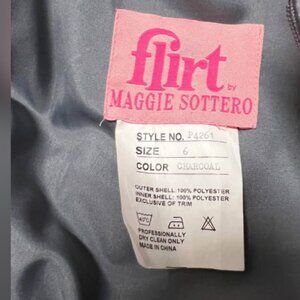 flirt
by
MAGGIE SOTTERO
STYLE NO. P4261
SIZE 6
COLOR CHARCOAL
OUTER SHELL: 100% POLYESTER
INNER SHELL: 100% POLYESTER
EXCLUSIVE OF TRIM
PROFESSIONALLY
DRY CLEAN ONLY
MADE IN CHINA